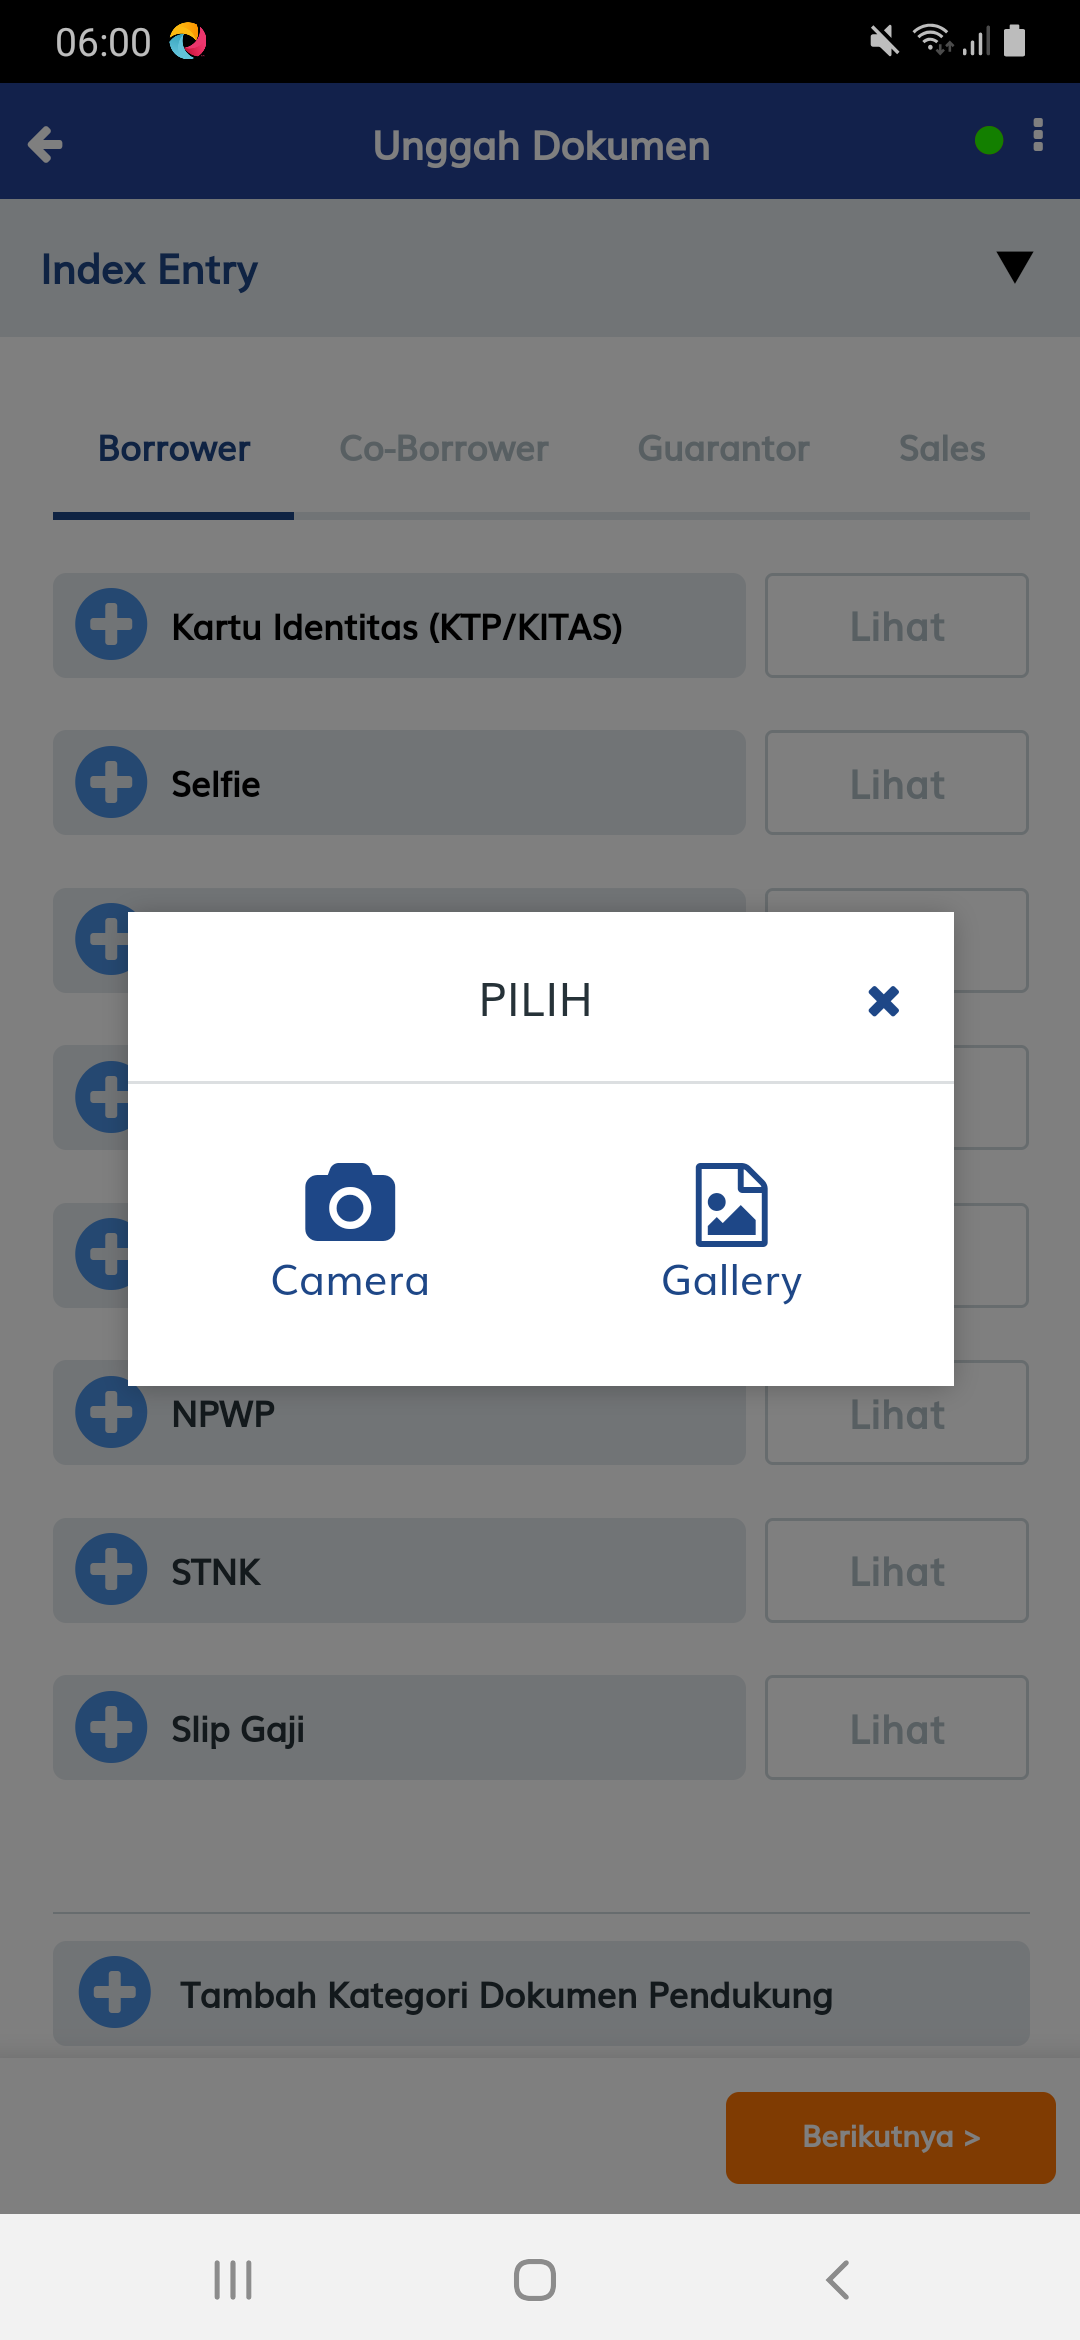 06:00
Unggah Dokumen
Index Entry
Borrower Co-Borrower Guarantor Sales
Kartu Identitas (KTP/KITAS) Lihat
Selfie Lihat
PILIH
Camera Gallery
NPWP Lihat
STNK Lihat
Slip Gaji Lihat
Tambah Kategori Dokumen Pendukung
Berikutnya >